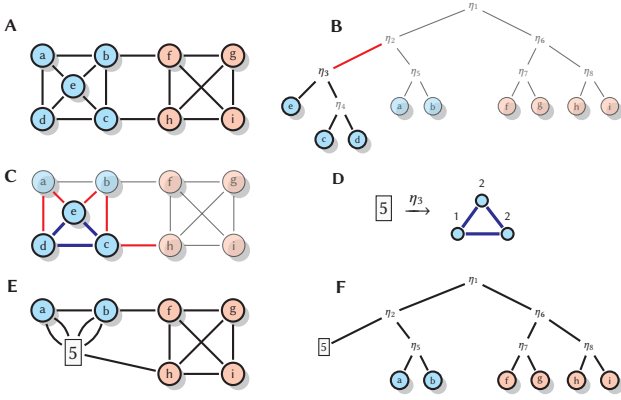 A
a b f g
e
d c h i
B
η1
η2 η6
η3 η4 η5 η7 η8
e a b f g h i
c d
C
a b f g
e
d c h i
D
5 η3 → 2
1 2
E
a b f g
5
h i
F
η1
η2 η6
5 η5 η7 η8
a b f g h i